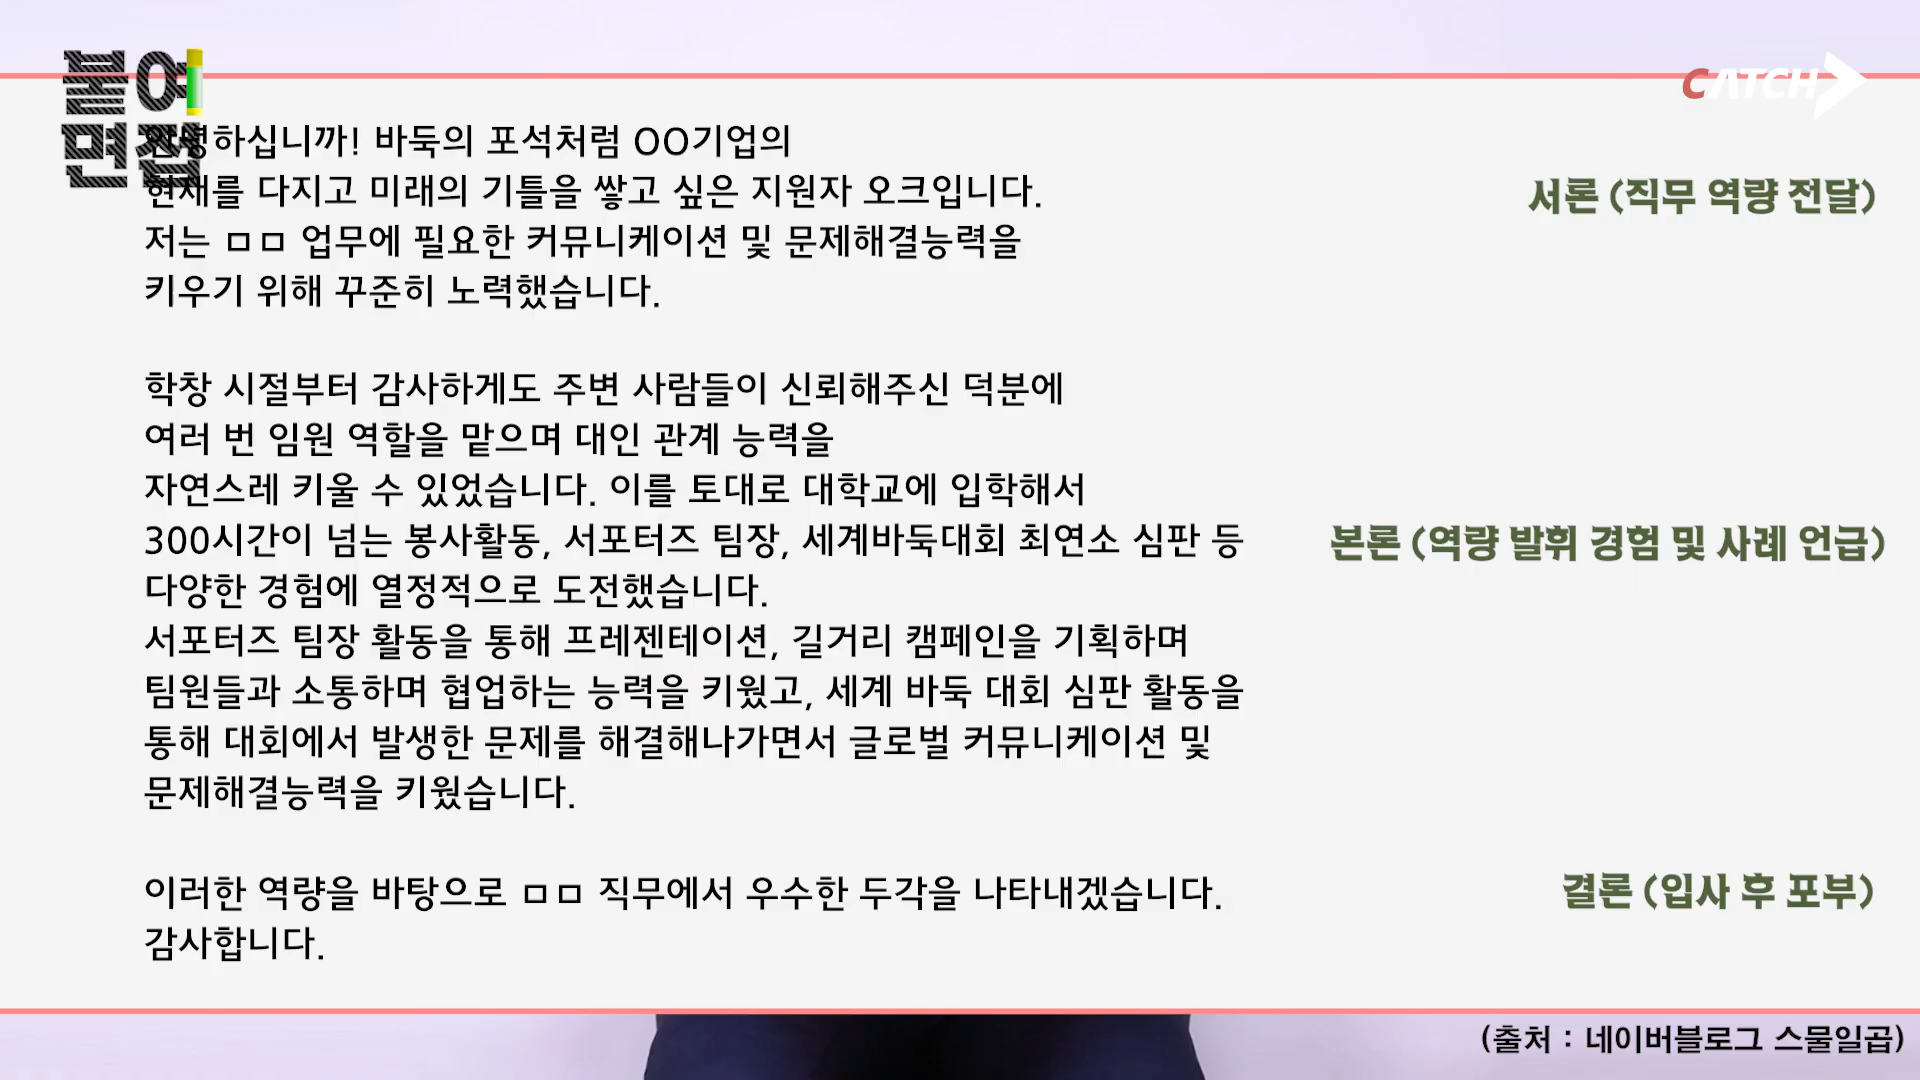 붙어
면접
CATCH
안녕하십니까! 바둑의 포석처럼 OO기업의
현재를 다지고 미래의 기틀을 쌓고 싶은 지원자 오크입니다.
저는 ㅁㅁ 업무에 필요한 커뮤니케이션 및 문제해결능력을
키우기 위해 꾸준히 노력했습니다.
서론 (직무 역량 전달)
학창 시절부터 감사하게도 주변 사람들이 신뢰해주신 덕분에
여러 번 임원 역할을 맡으며 대인 관계 능력을
자연스레 키울 수 있었습니다. 이를 토대로 대학교에 입학해서
300시간이 넘는 봉사활동, 서포터즈 팀장, 세계바둑대회 최연소 심판 등
다양한 경험에 열정적으로 도전했습니다.
서포터즈 팀장 활동을 통해 프레젠테이션, 길거리 캠페인을 기획하며
팀원들과 소통하며 협업하는 능력을 키웠고, 세계 바둑 대회 심판 활동을
통해 대회에서 발생한 문제를 해결해나가면서 글로벌 커뮤니케이션 및
문제해결능력을 키웠습니다.
본론 (역량 발휘 경험 및 사례 언급)
이러한 역량을 바탕으로 ㅁㅁ 직무에서 우수한 두각을 나타내겠습니다.
감사합니다.
결론 (입사 후 포부)
(출처 : 네이버블로그 스물일곱)